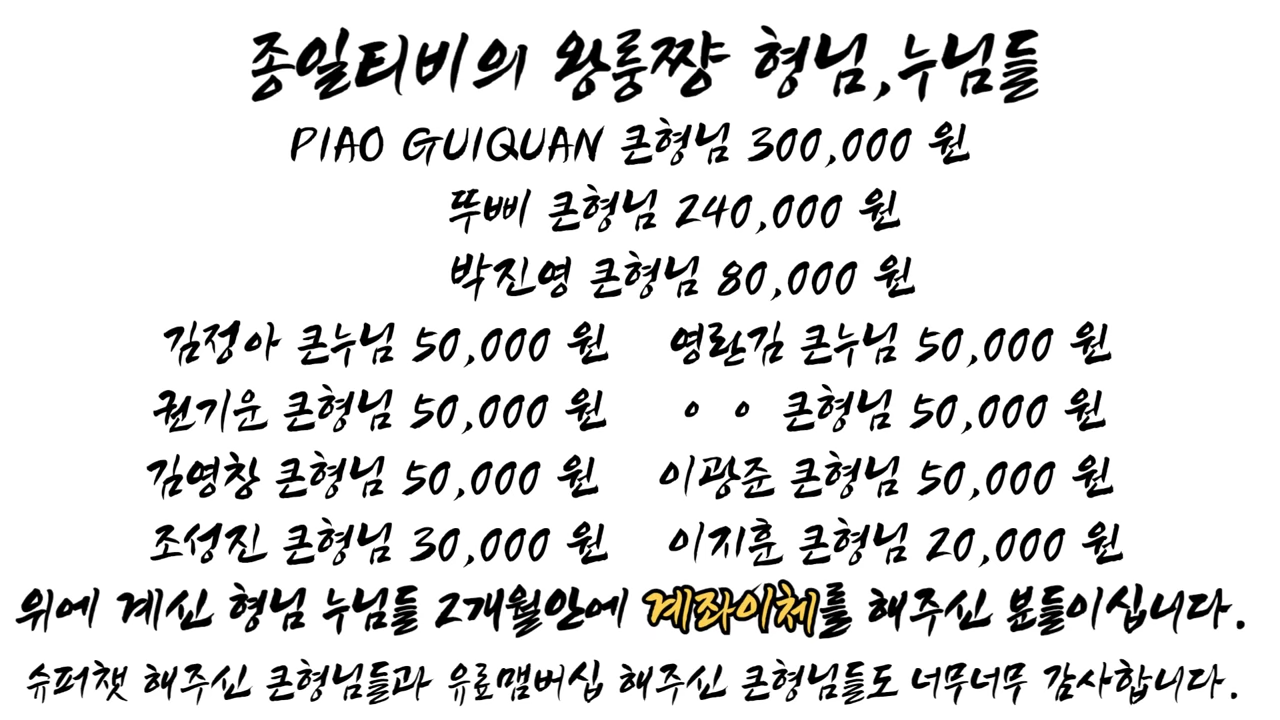 종일티비의 왕룽쨩 형님,누님들
PIAO GUIQUAN 큰형님 300,000 원
뚜삐 큰형님 240,000 원
박진영 큰형님 80,000 원
김정아 큰누님 50,000 원 영란김 큰누님 50,000 원
권기운 큰형님 50,000 원 ㅇ ㅇ 큰형님 50,000 원
김영창 큰형님 50,000 원 이광준 큰형님 50,000 원
조성진 큰형님 30,000 원 이지훈 큰형님 20,000 원
위에 계신 형님 누님들 2개월안에 계좌이체를 해주신 분들이십니다.
슈퍼챗 해주신 큰형님들과 유료맴버십 해주신 큰형님들도 너무너무 감사합니다.